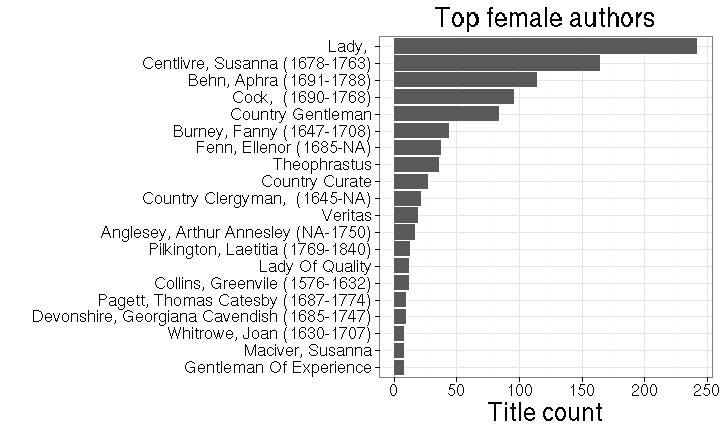 Top female authors
Lady,
Centlivre, Susanna (1678-1763)
Behn, Aphra (1691-1788)
Cock,  (1690-1768)
Country Gentleman
Burney, Fanny (1647-1708)
Fenn, Ellenor (1685-NA)
Theophrastus
Country Curate
Country Clergyman,  (1645-NA)
Veritas
Anglesey, Arthur Annesley (NA-1750)
Pilkington, Laetitia (1769-1840)
Lady Of Quality
Collins, Greenvile (1576-1632)
Pagett, Thomas Catesby (1687-1774)
Devonshire, Georgiana Cavendish (1685-1747)
Whitrowe, Joan (1630-1707)
Maciver, Susanna
Gentleman Of Experience
0 50 100 150 200 250
Title count